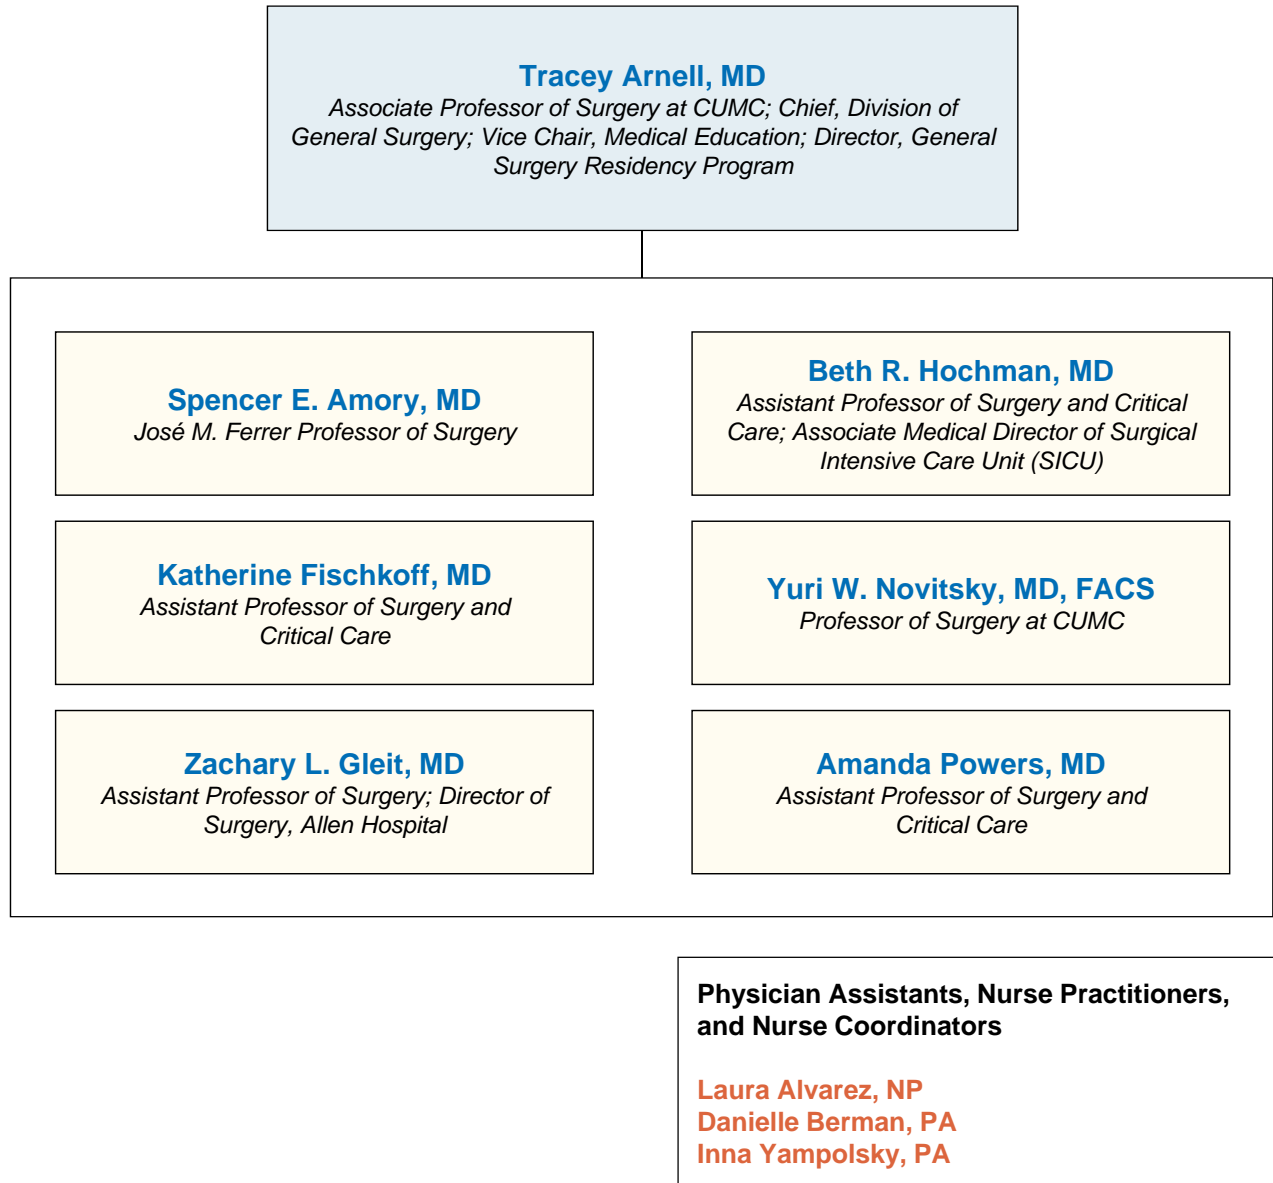 Tracey Arnell, MD
Associate Professor of Surgery at CUMC; Chief, Division of
General Surgery; Vice Chair, Medical Education; Director, General
Surgery Residency Program
Spencer E. Amory, MD
José M. Ferrer Professor of Surgery
Beth R. Hochman, MD
Assistant Professor of Surgery and Critical
Care; Associate Medical Director of Surgical
Intensive Care Unit (SICU)
Katherine Fischkoff, MD
Assistant Professor of Surgery and
Critical Care
Yuri W. Novitsky, MD, FACS
Professor of Surgery at CUMC
Zachary L. Gleit, MD
Assistant Professor of Surgery; Director of
Surgery, Allen Hospital
Amanda Powers, MD
Assistant Professor of Surgery and
Critical Care
Physician Assistants, Nurse Practitioners,
and Nurse Coordinators
Laura Alvarez, NP
Danielle Berman, PA
Inna Yampolsky, PA